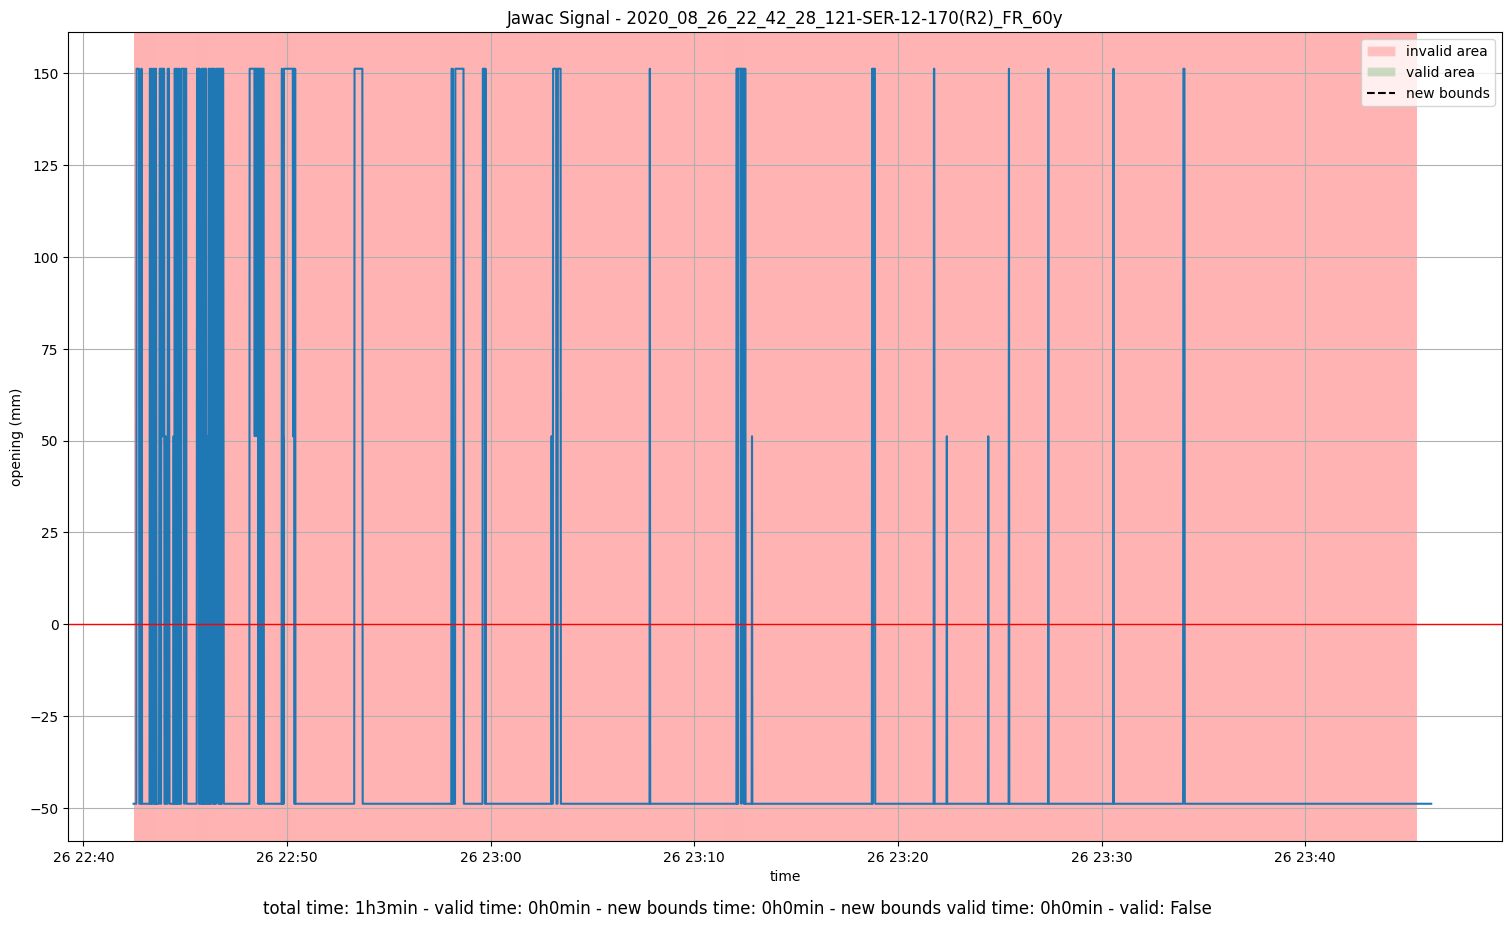 Jawac Signal - 2020_08_26_22_42_28_121-SER-12-170(R2)_FR_60y
invalid area
valid area
new bounds
150
125
100
75
50
25
0
−25
−50
opening (mm)
26 22:40
26 22:50
26 23:00
26 23:10
26 23:20
26 23:30
26 23:40
time
total time: 1h3min - valid time: 0h0min - new bounds time: 0h0min - new bounds valid time: 0h0min - valid: False